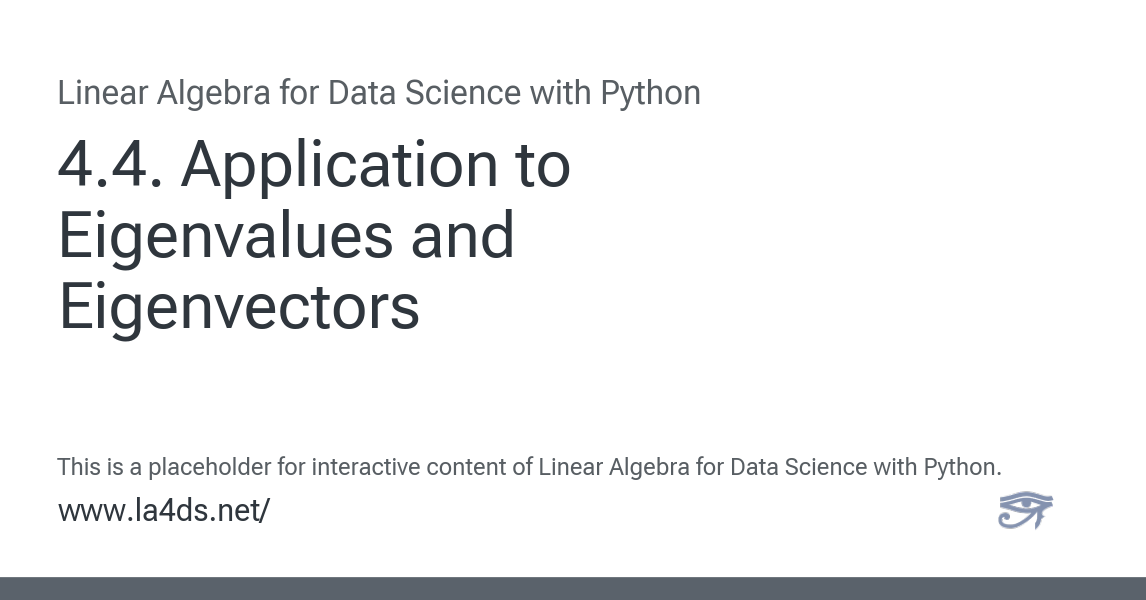 Linear Algebra for Data Science with Python
4.4. Application to
Eigenvalues and
Eigenvectors
This is a placeholder for interactive content of Linear Algebra for Data Science with Python.
www.la4ds.net/